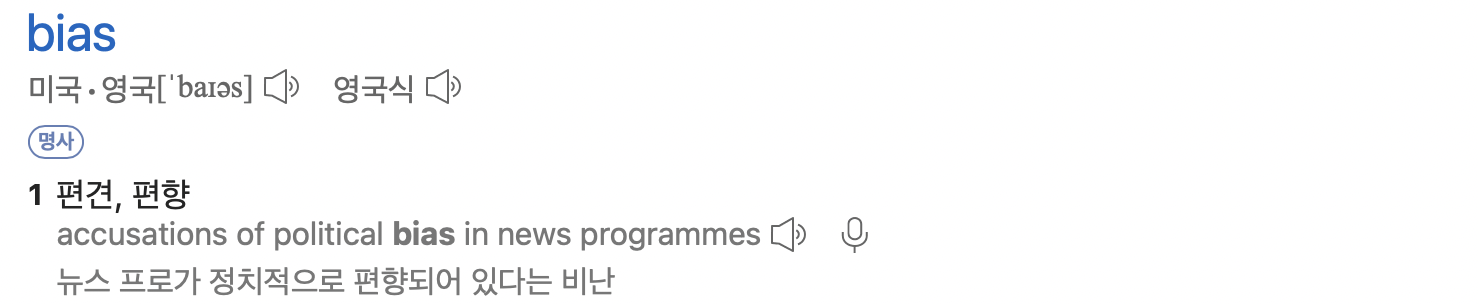 bias
미국·영국[ˈbaɪəs] 영국식
명사
1 편견, 편향
accusations of political bias in news programmes
뉴스 프로가 정치적으로 편향되어 있다는 비난